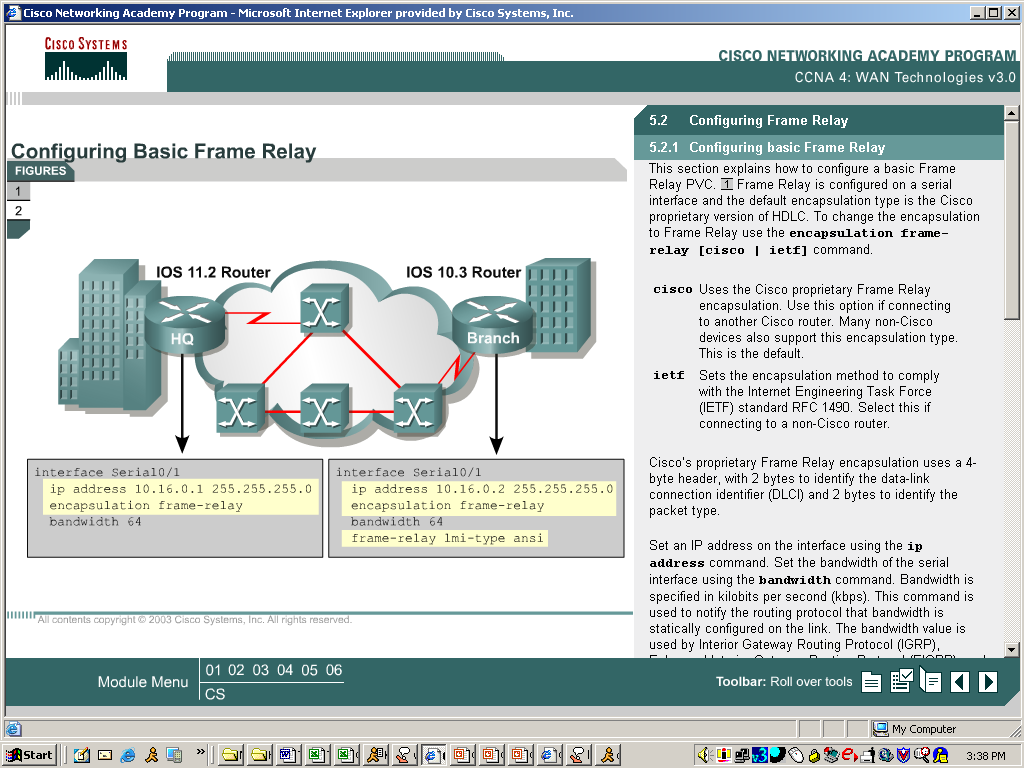 Cisco Networking Academy Program - Microsoft Internet Explorer provided by Cisco Systems, Inc.
CISCO SYSTEMS
CISCO NETWORKING ACADEMY PROGRAM
CCNA 4: WAN Technologies v3.0
Configuring Basic Frame Relay
FIGURES
1
2
IOS 11.2 Router
IOS 10.3 Router
HQ
Branch
interface Serial0/1
ip address 10.16.0.1 255.255.255.0
encapsulation frame-relay
bandwidth 64
interface Serial0/1
ip address 10.16.0.2 255.255.255.0
encapsulation frame-relay
bandwidth 64
frame-relay lmi-type ansi
All contents copyright © 2003 Cisco Systems, Inc. All rights reserved.
5.2 Configuring Frame Relay
5.2.1 Configuring basic Frame Relay
This section explains how to configure a basic Frame
Relay PVC. 1 Frame Relay is configured on a serial
interface and the default encapsulation type is the Cisco
proprietary version of HDLC. To change the encapsulation
to Frame Relay use the encapsulation frame-
relay [cisco | ietf] command.
cisco Uses the Cisco proprietary Frame Relay
encapsulation. Use this option if connecting
to another Cisco router. Many non-Cisco
devices also support this encapsulation type.
This is the default.
ietf Sets the encapsulation method to comply
with the Internet Engineering Task Force
(IETF) standard RFC 1490. Select this if
connecting to a non-Cisco router.
Cisco's proprietary Frame Relay encapsulation uses a 4-
byte header, with 2 bytes to identify the data-link
connection identifier (DLCI) and 2 bytes to identify the
packet type.
Set an IP address on the interface using the ip
address command. Set the bandwidth of the serial
interface using the bandwidth command. Bandwidth is
specified in kilobits per second (kbps). This command is
used to notify the routing protocol that bandwidth is
statically configured on the link. The bandwidth value is
used by Interior Gateway Routing Protocol (IGRP),
Module Menu
01 02 03 04 05 06
CS
Toolbar: Roll over tools
My Computer
Start
3:38 PM